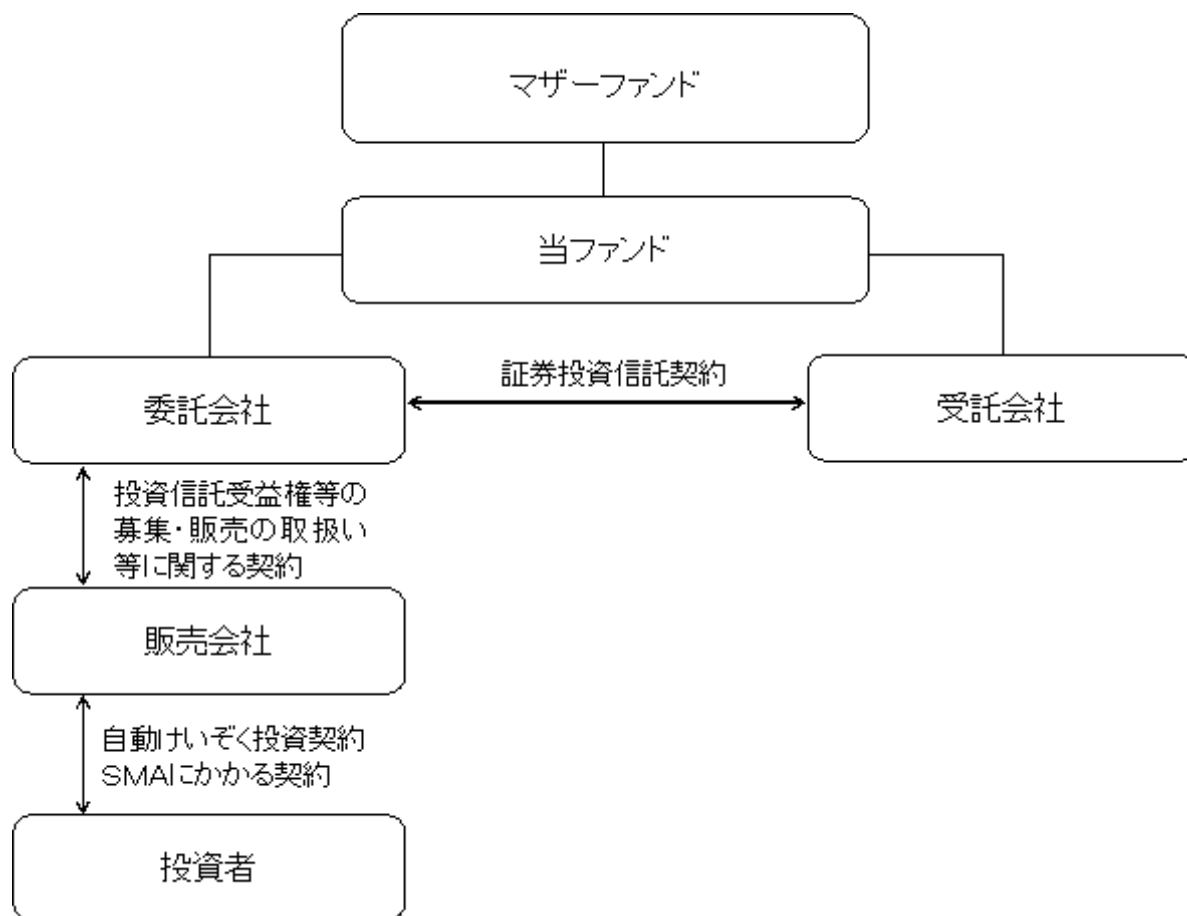 マザーファンド
当ファンド
証券投資信託契約
委託会社
受託会社
投資信託受益権等の
募集・販売の取扱い
等に関する契約
販売会社
自動けいぞく投資契約
SMAにかかる契約
投資者